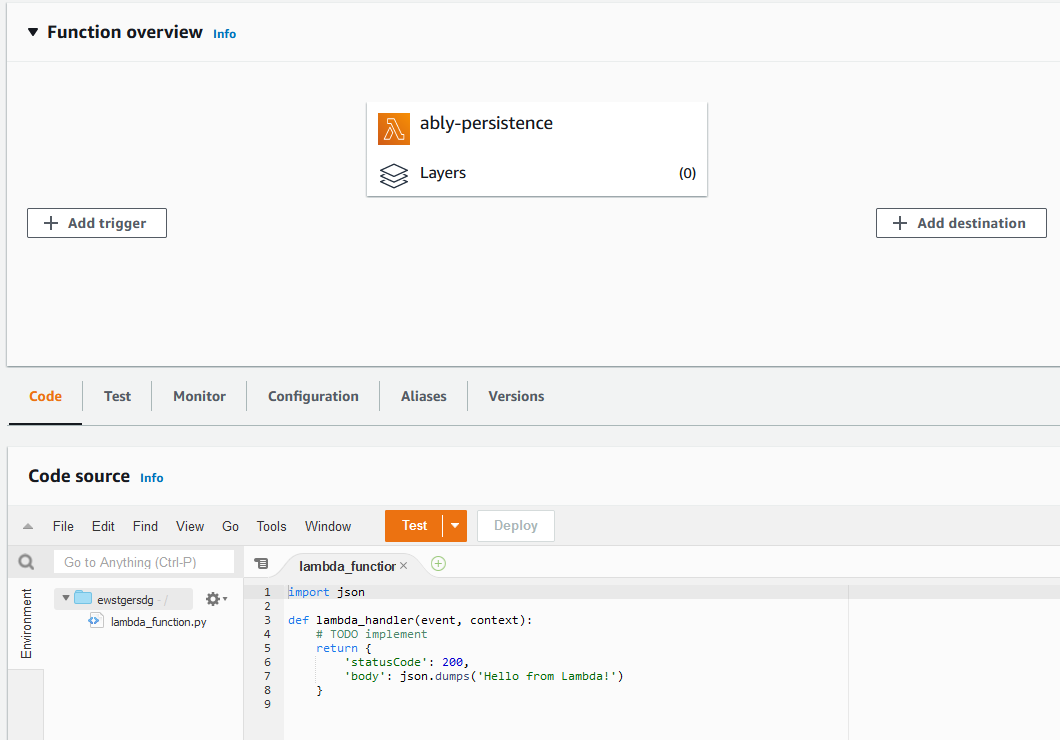 Function overview Info
ably-persistence
Layers (0)
Add trigger
Add destination
Code Test Monitor Configuration Aliases Versions
Code source Info
File Edit Find View Go Tools Window Test Deploy
Go to Anything (Ctrl-P)
lambda_function
Environment
ewstgersdg - /
lambda_function.py
1 import json
2
3 def lambda_handler(event, context):
4 # TODO implement
5 return {
6 'statusCode': 200,
7 'body': json.dumps('Hello from Lambda!')
8 }
9